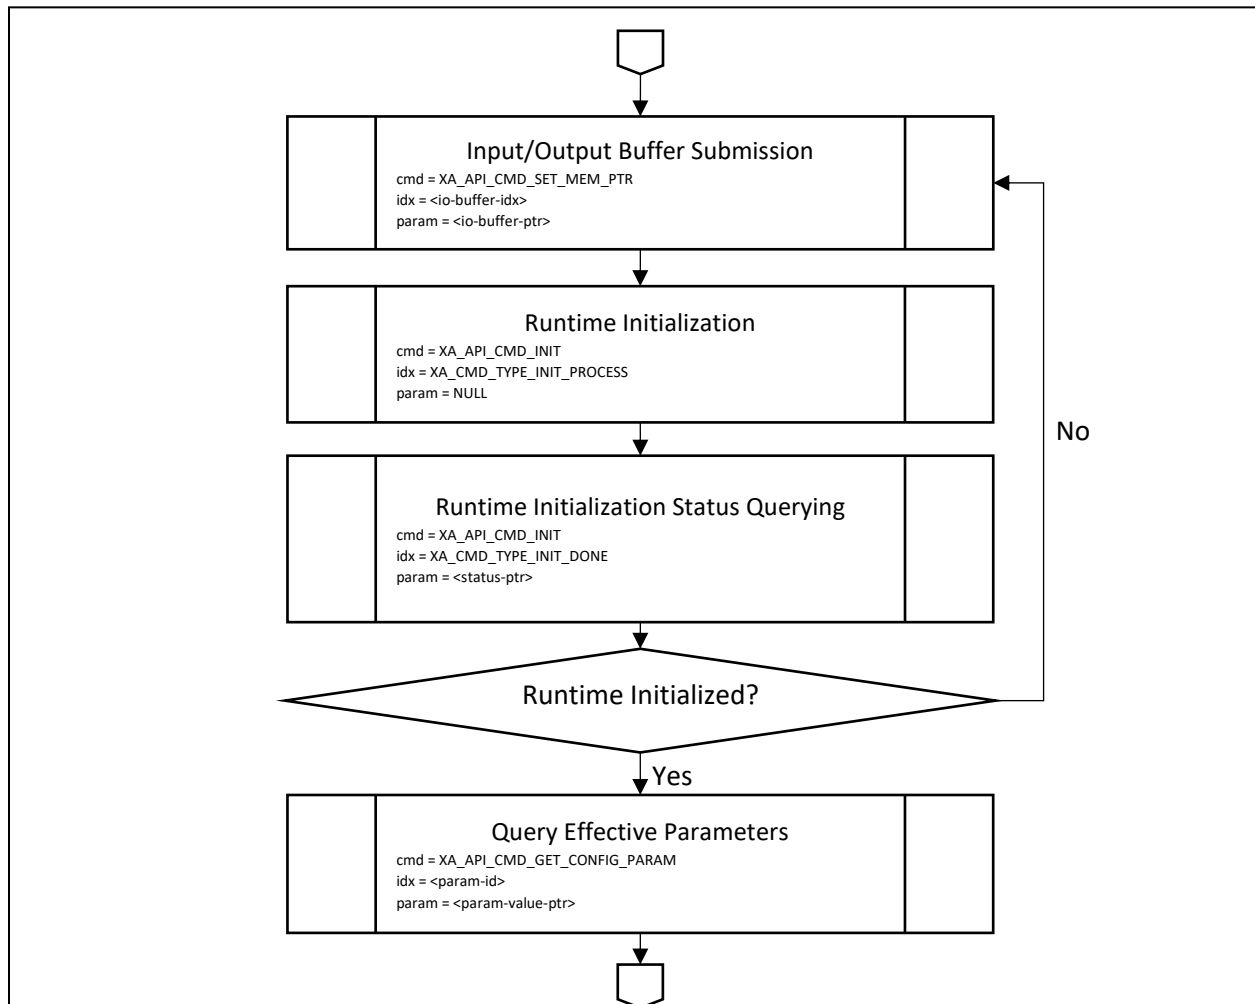 Input/Output Buffer Submission
cmd = XA_API_CMD_SET_MEM_PTR
idx = <io-buffer-idx>
param = <io-buffer-ptr>
Runtime Initialization
cmd = XA_API_CMD_INIT
idx = XA_CMD_TYPE_INIT_PROCESS
param = NULL
No
Runtime Initialization Status Querying
cmd = XA_API_CMD_INIT
idx = XA_CMD_TYPE_INIT_DONE
param = <status-ptr>
Runtime Initialized?
Yes
Query Effective Parameters
cmd = XA_API_CMD_GET_CONFIG_PARAM
idx = <param-id>
param = <param-value-ptr>